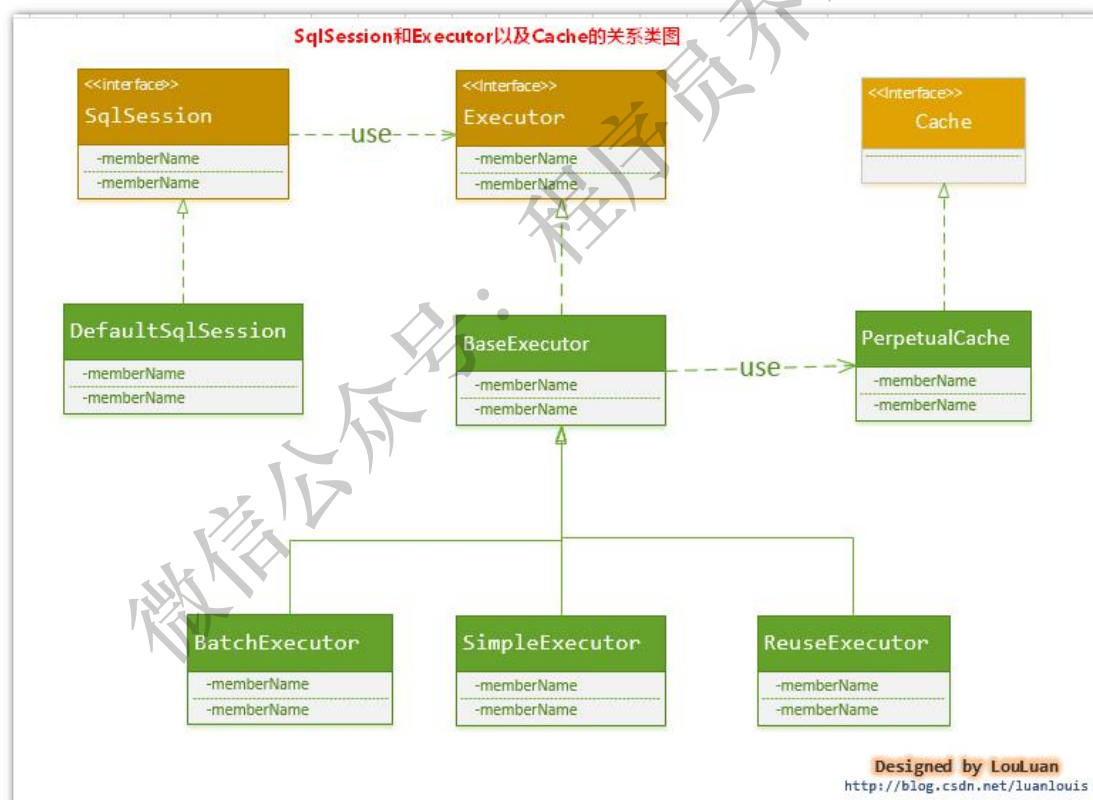 SqlSession和Executor以及Cache的关系类图
<<interface>>
SqlSession
-memberName
-memberName
use
<<Interface>>
Executor
-memberName
-memberName
<<Interface>>
Cache
DefaultSqlSession
-memberName
-memberName
BaseExecutor
-memberName
-memberName
use
PerpetualCache
-memberName
-memberName
BatchExecutor
-memberName
-memberName
SimpleExecutor
-memberName
-memberName
ReuseExecutor
-memberName
-memberName
微信公众号：程序员乔
Designed by LouLuan
http://blog.csdn.net/luanlouis